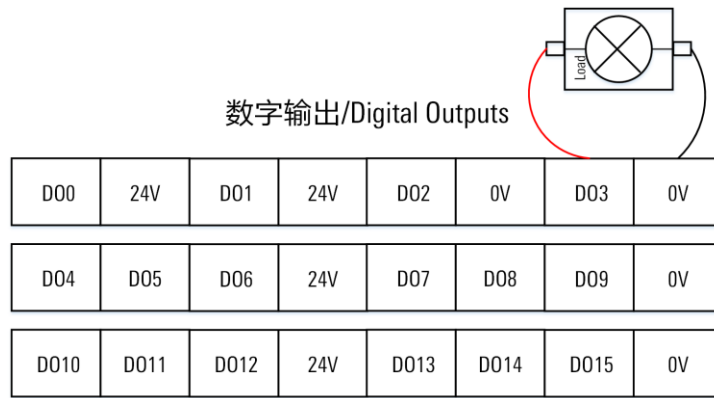 Load
数字输出/Digital Outputs
DO0 24V DO1 24V DO2 0V DO3 0V
DO4 DO5 DO6 24V DO7 DO8 DO9 0V
DO10 DO11 DO12 24V DO13 DO14 DO15 0V